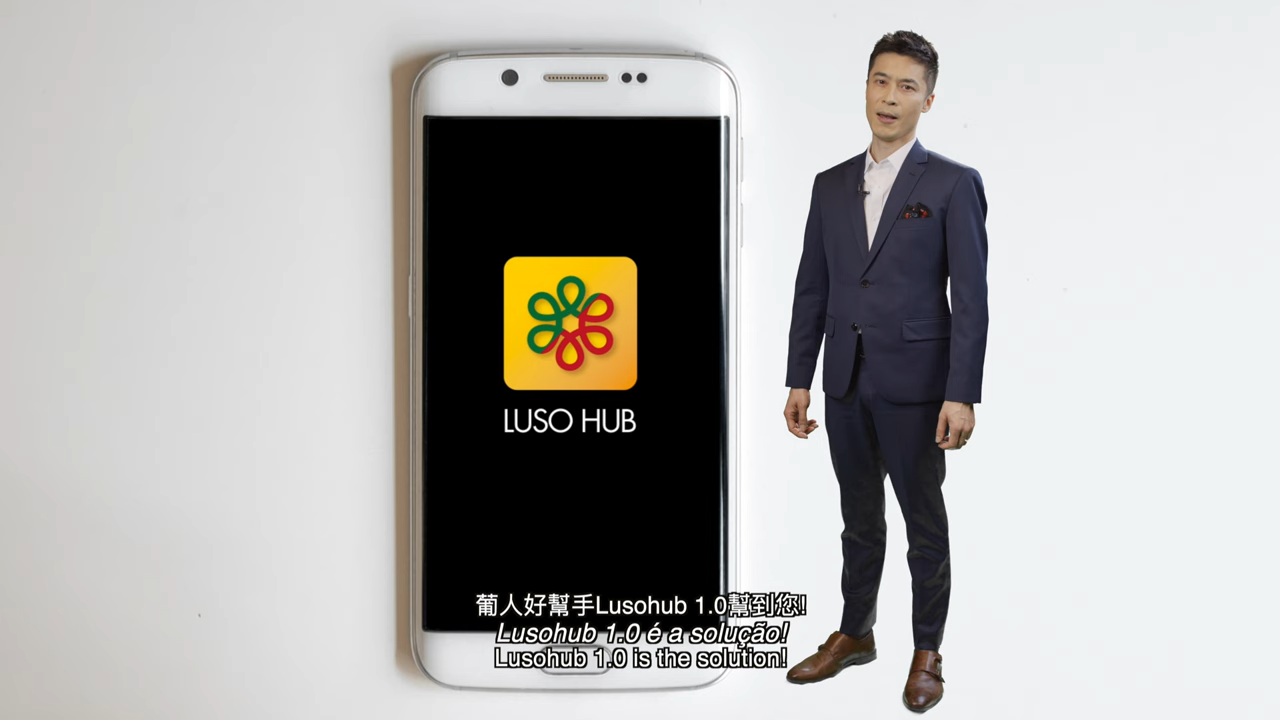 LUSO HUB
葡人好幫手Lusohub 1.0幫到您!
Lusohub 1.0 é a solução!
Lusohub 1.0 is the solution!